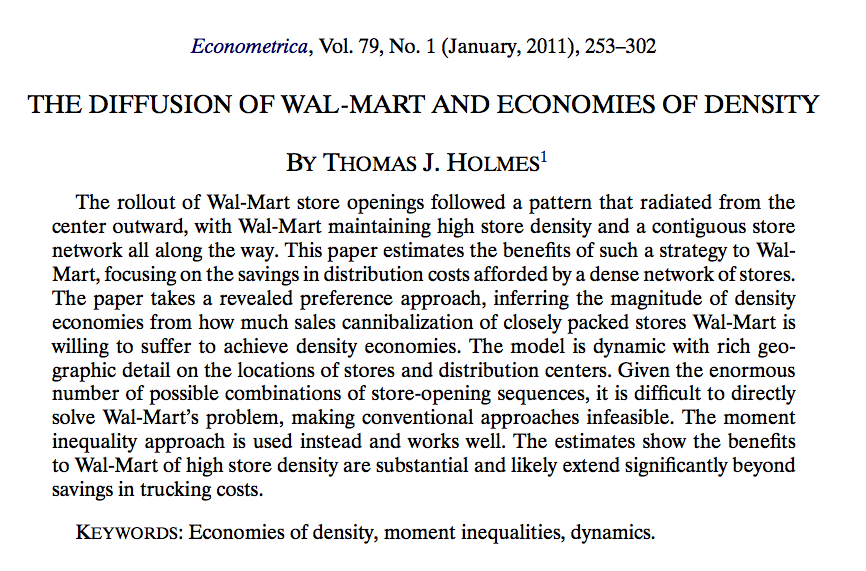 Econometrica, Vol. 79, No. 1 (January, 2011), 253–302
THE DIFFUSION OF WAL-MART AND ECONOMIES OF DENSITY
BY THOMAS J. HOLMES1
The rollout of Wal-Mart store openings followed a pattern that radiated from the
center outward, with Wal-Mart maintaining high store density and a contiguous store
network all along the way. This paper estimates the benefits of such a strategy to Wal-
Mart, focusing on the savings in distribution costs afforded by a dense network of stores.
The paper takes a revealed preference approach, inferring the magnitude of density
economies from how much sales cannibalization of closely packed stores Wal-Mart is
willing to suffer to achieve density economies. The model is dynamic with rich geo-
graphic detail on the locations of stores and distribution centers. Given the enormous
number of possible combinations of store-opening sequences, it is difficult to directly
solve Wal-Mart's problem, making conventional approaches infeasible. The moment
inequality approach is used instead and works well. The estimates show the benefits
to Wal-Mart of high store density are substantial and likely extend significantly beyond
savings in trucking costs.
KEYWORDS: Economies of density, moment inequalities, dynamics.